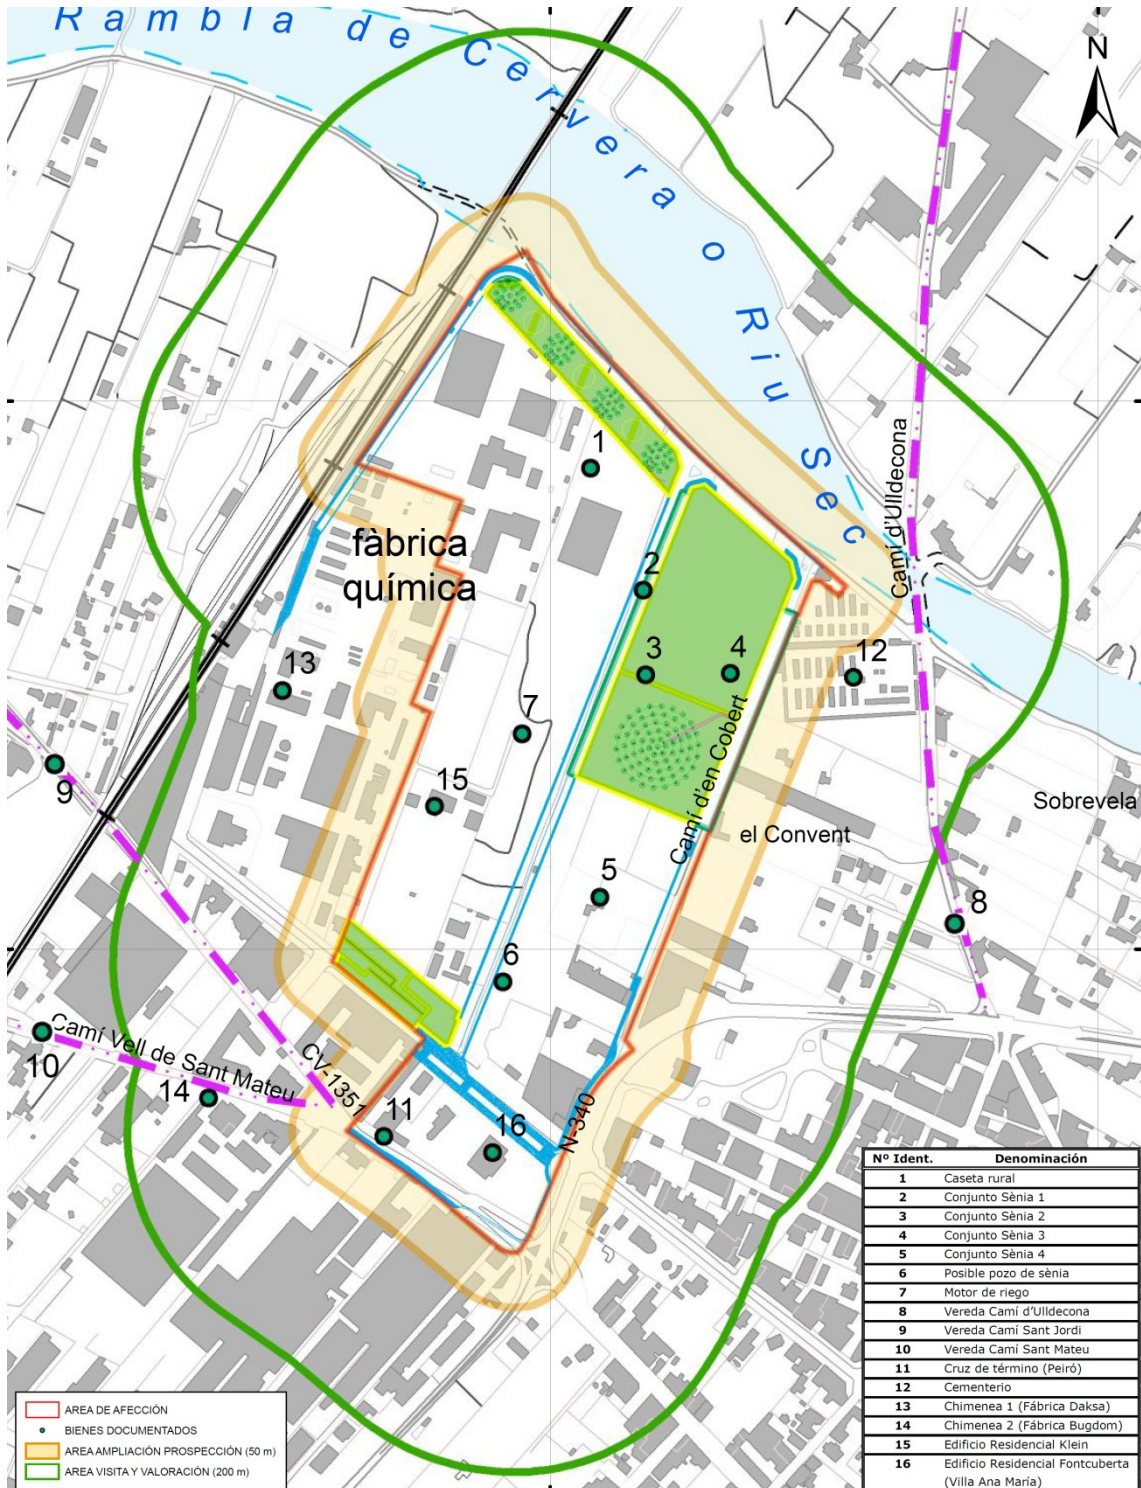 Rambla de Cervera o Riu Sec
N
Camí d'Ulldecona
1
fàbrica
química
2
3
4
12
13
7
9
15
Camí d'en Cobert
Sobrevela
el Convent
5
8
6
10
Camí Vell de Sant Mateu
14
CV-1351
11
16
N-340
Nº Ident. Denominación
1 Caseta rural
2 Conjunto Sènia 1
3 Conjunto Sènia 2
4 Conjunto Sènia 3
5 Conjunto Sènia 4
6 Posible pozo de sènia
7 Motor de riego
8 Vereda Camí d'Ulldecona
9 Vereda Camí Sant Jordi
10 Vereda Camí Sant Mateu
11 Cruz de término (Peiró)
12 Cementerio
13 Chimenea 1 (Fábrica Daksa)
14 Chimenea 2 (Fábrica Bugdom)
15 Edificio Residencial Klein
16 Edificio Residencial Fontcuberta
(Villa Ana María)
AREA DE AFECCIÓN
BIENES DOCUMENTADOS
AREA AMPLIACIÓN PROSPECCIÓN (50 m)
AREA VISITA Y VALORACIÓN (200 m)